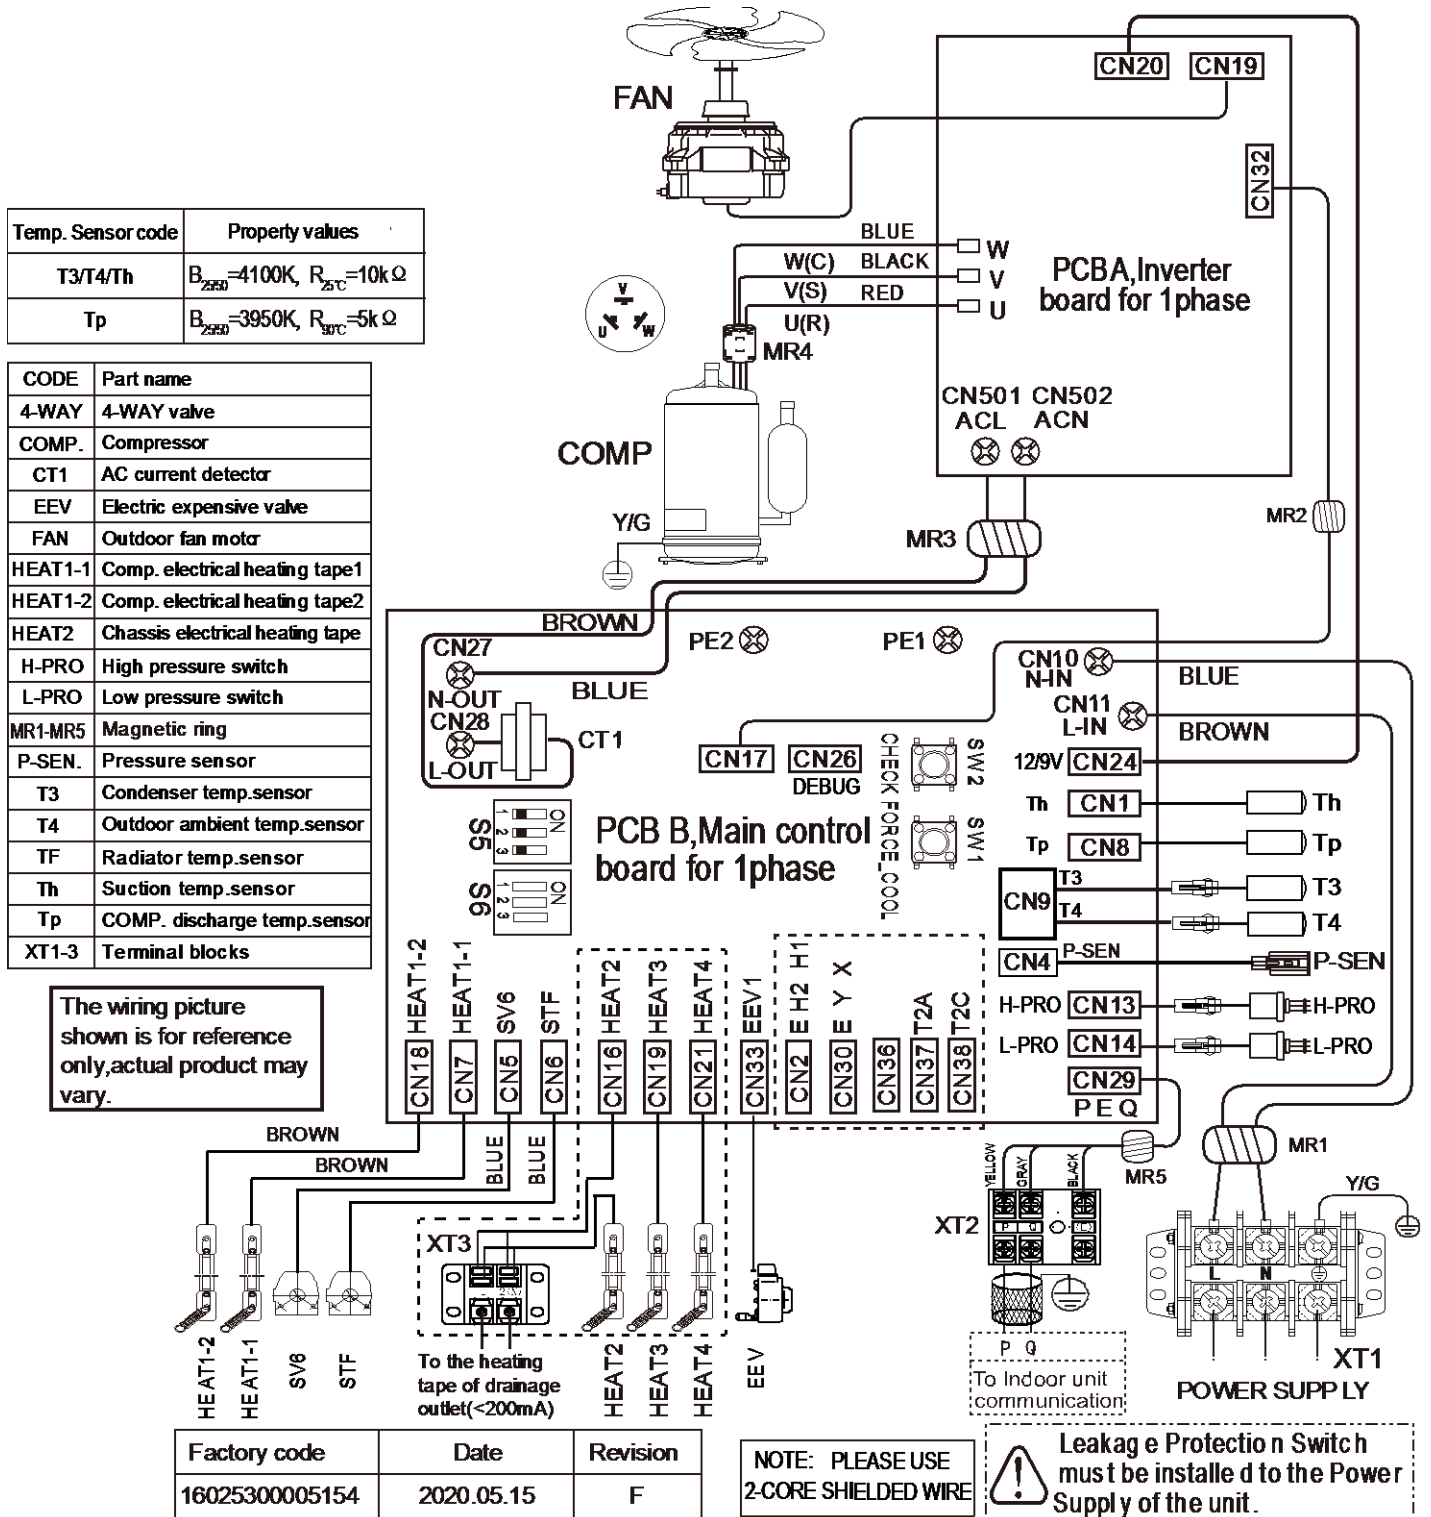 FAN
CN20 CN19
CN32
BLUE W
W(C) BLACK V
V(S) RED U
U(R)
MR4
V
U W
PCBA,Inverter
board for 1phase
CN501 CN502
ACL ACN
COMP
Y/G
MR3
MR2
Temp. Sensor code Property values
T3/T4/Th B25/50=4100K, R25℃=10kΩ
Tp B25/50=3950K, R90℃=5kΩ
CODE Part name
4-WAY 4-WAY valve
COMP. Compressor
CT1 AC current detector
EEV Electric expensive valve
FAN Outdoor fan motor
HEAT1-1 Comp. electrical heating tape1
HEAT1-2 Comp. electrical heating tape2
HEAT2 Chassis electrical heating tape
H-PRO High pressure switch
L-PRO Low pressure switch
MR1-MR5 Magnetic ring
P-SEN. Pressure sensor
T3 Condenser temp.sensor
T4 Outdoor ambient temp.sensor
TF Radiator temp.sensor
Th Suction temp.sensor
Tp COMP. discharge temp.sensor
XT1-3 Terminal blocks
The wiring picture
shown is for reference
only,actual product may
vary.
BROWN
CN27
N-OUT
BLUE
CN28
L-OUT
CT1
PE2
PE1
CN10
N-IN
BLUE
CN11
L-IN
BROWN
CN17 CN26
DEBUG
CHECK FORCE_COOL
SW2
SW1
S5
ON
1 2 3
S6
ON
1 2 3
PCB B,Main control
board for 1phase
12/9V CN24
Th CN1 Th
Tp CN8 Tp
CN9
T3 T3
T4 T4
CN4 P-SEN P-SEN
H-PRO CN13 H-PRO
L-PRO CN14 L-PRO
CN29
P E Q
CN18 HEAT1-2
CN7 HEAT1-1
CN5 SV6
CN6 STF
CN16 HEAT2
CN19 HEAT3
CN21 HEAT4
CN33 EEV1
CN2 E H2 H1
CN30 E Y X
CN36
CN37 T2A
CN38 T2C
BROWN
BROWN
BLUE
BLUE
XT3
To the heating
tape of drainage
outlet(<200mA)
HEAT1-2
HEAT1-1
SV6
STF
HEAT2
HEAT3
HEAT4
EEV
YELLOW
GRAY
BLACK
MR5
XT2
P Q
P Q
To Indoor unit
communication
MR1
Y/G
L N
XT1
POWER SUPPLY
Factory code Date Revision
16025300005154 2020.05.15 F
NOTE: PLEASE USE
2-CORE SHIELDED WIRE
Leakage Protection Switch
must be installed to the Power
Supply of the unit.